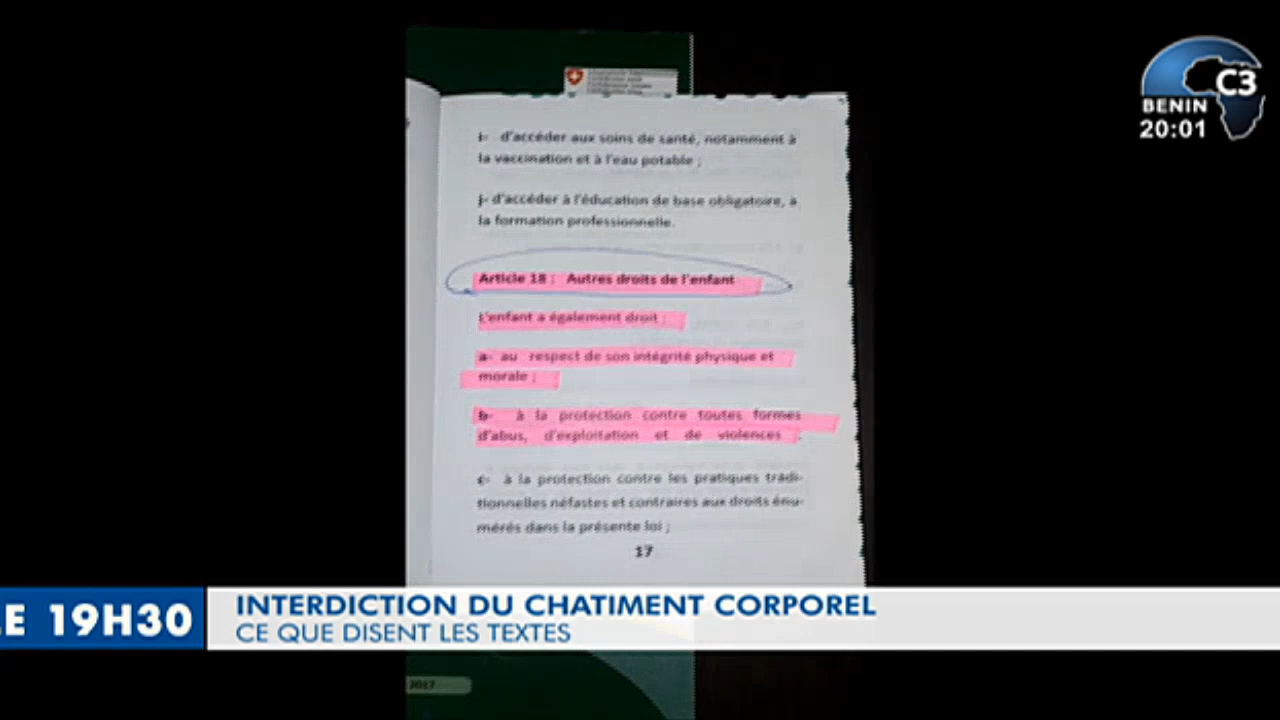 C3
BENIN
20:01
i- d'accéder aux soins de santé, notamment à
la vaccination et à l'eau potable ;
j- d'accéder à l'éducation de base obligatoire, à
la formation professionnelle.
Article 18 : Autres droits de l'enfant
L'enfant a également droit :
a- au respect de son intégrité physique et
morale ;
b- à la protection contre toutes formes
d'abus, d'exploitation et de violences
c- à la protection contre les pratiques tradi-
tionnelles néfastes et contraires aux droits énu-
mérés dans la présente loi ;
17
LE 19H30
INTERDICTION DU CHATIMENT CORPOREL
CE QUE DISENT LES TEXTES
2017